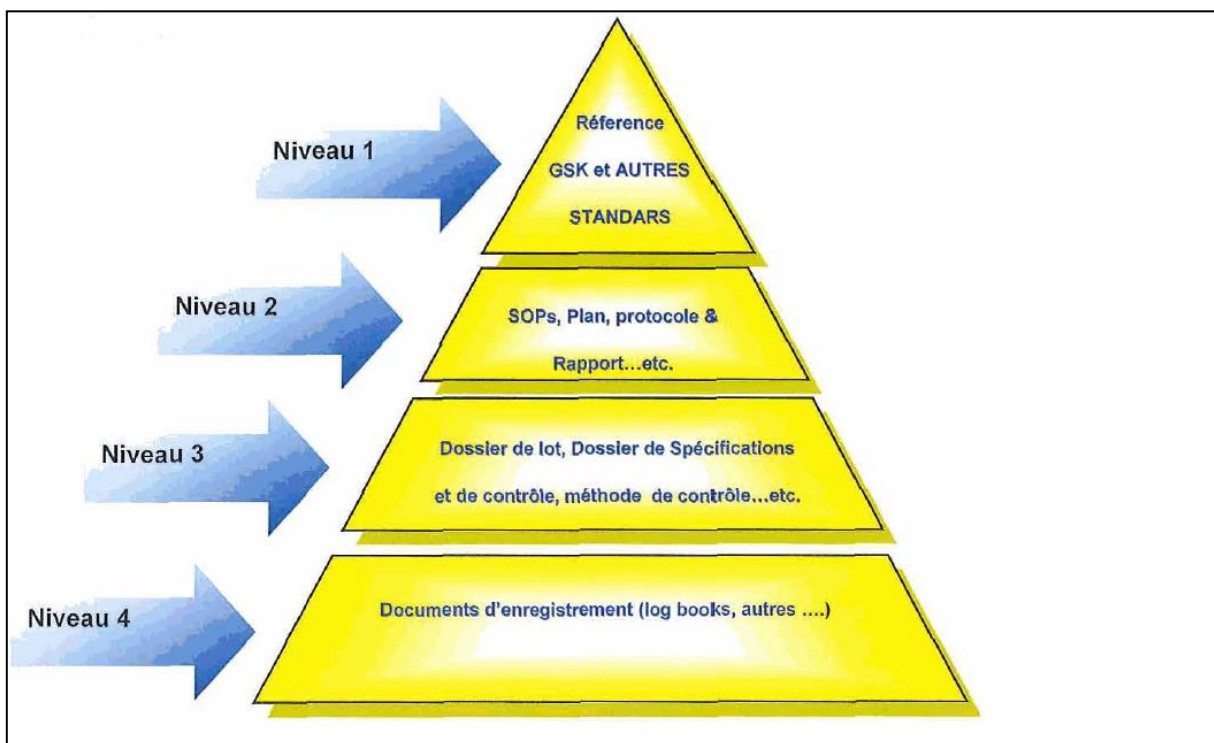 Niveau 1
Réference
GSK et AUTRES
STANDARS
Niveau 2
SOPs, Plan, protocole &
Rapport...etc.
Niveau 3
Dossier de lot, Dossier de Spécifications
et de contrôle, méthode de contrôle...etc.
Niveau 4
Documents d'enregistrement (log books, autres ....)